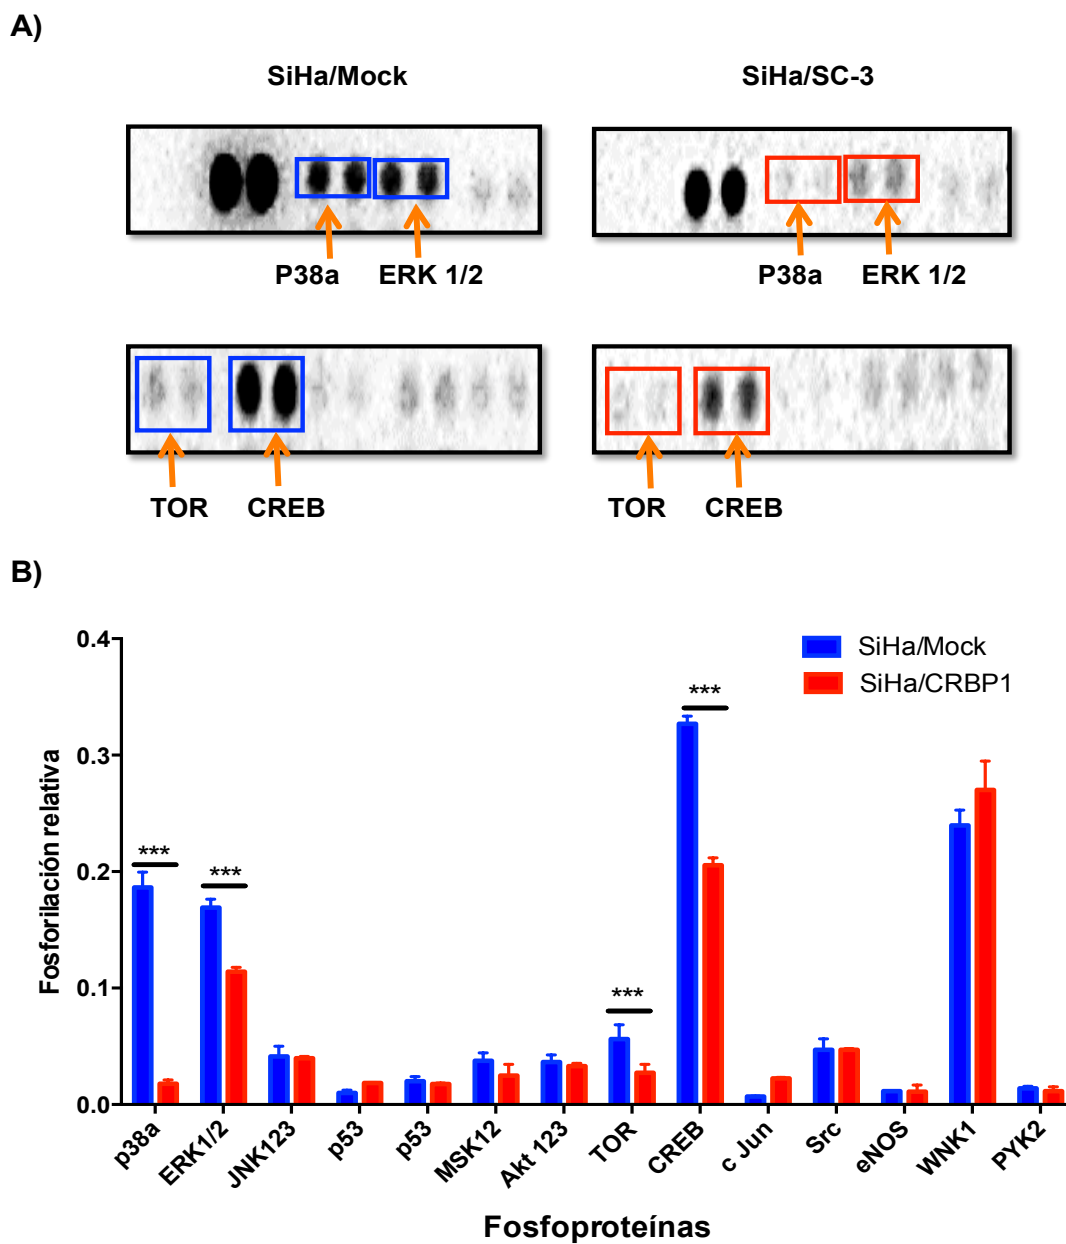 A)
SiHa/Mock
SiHa/SC-3
P38a
ERK 1/2
P38a
ERK 1/2
TOR
CREB
TOR
CREB
B)
SiHa/Mock
SiHa/CRBP1
Fosforilación relativa
0.4
0.3
0.2
0.1
0.0
***
***
***
***
p38a
ERK1/2
JNK123
p53
p53
MSK12
Akt 123
TOR
CREB
c Jun
Src
eNOS
WNK1
PYK2
Fosfoproteínas